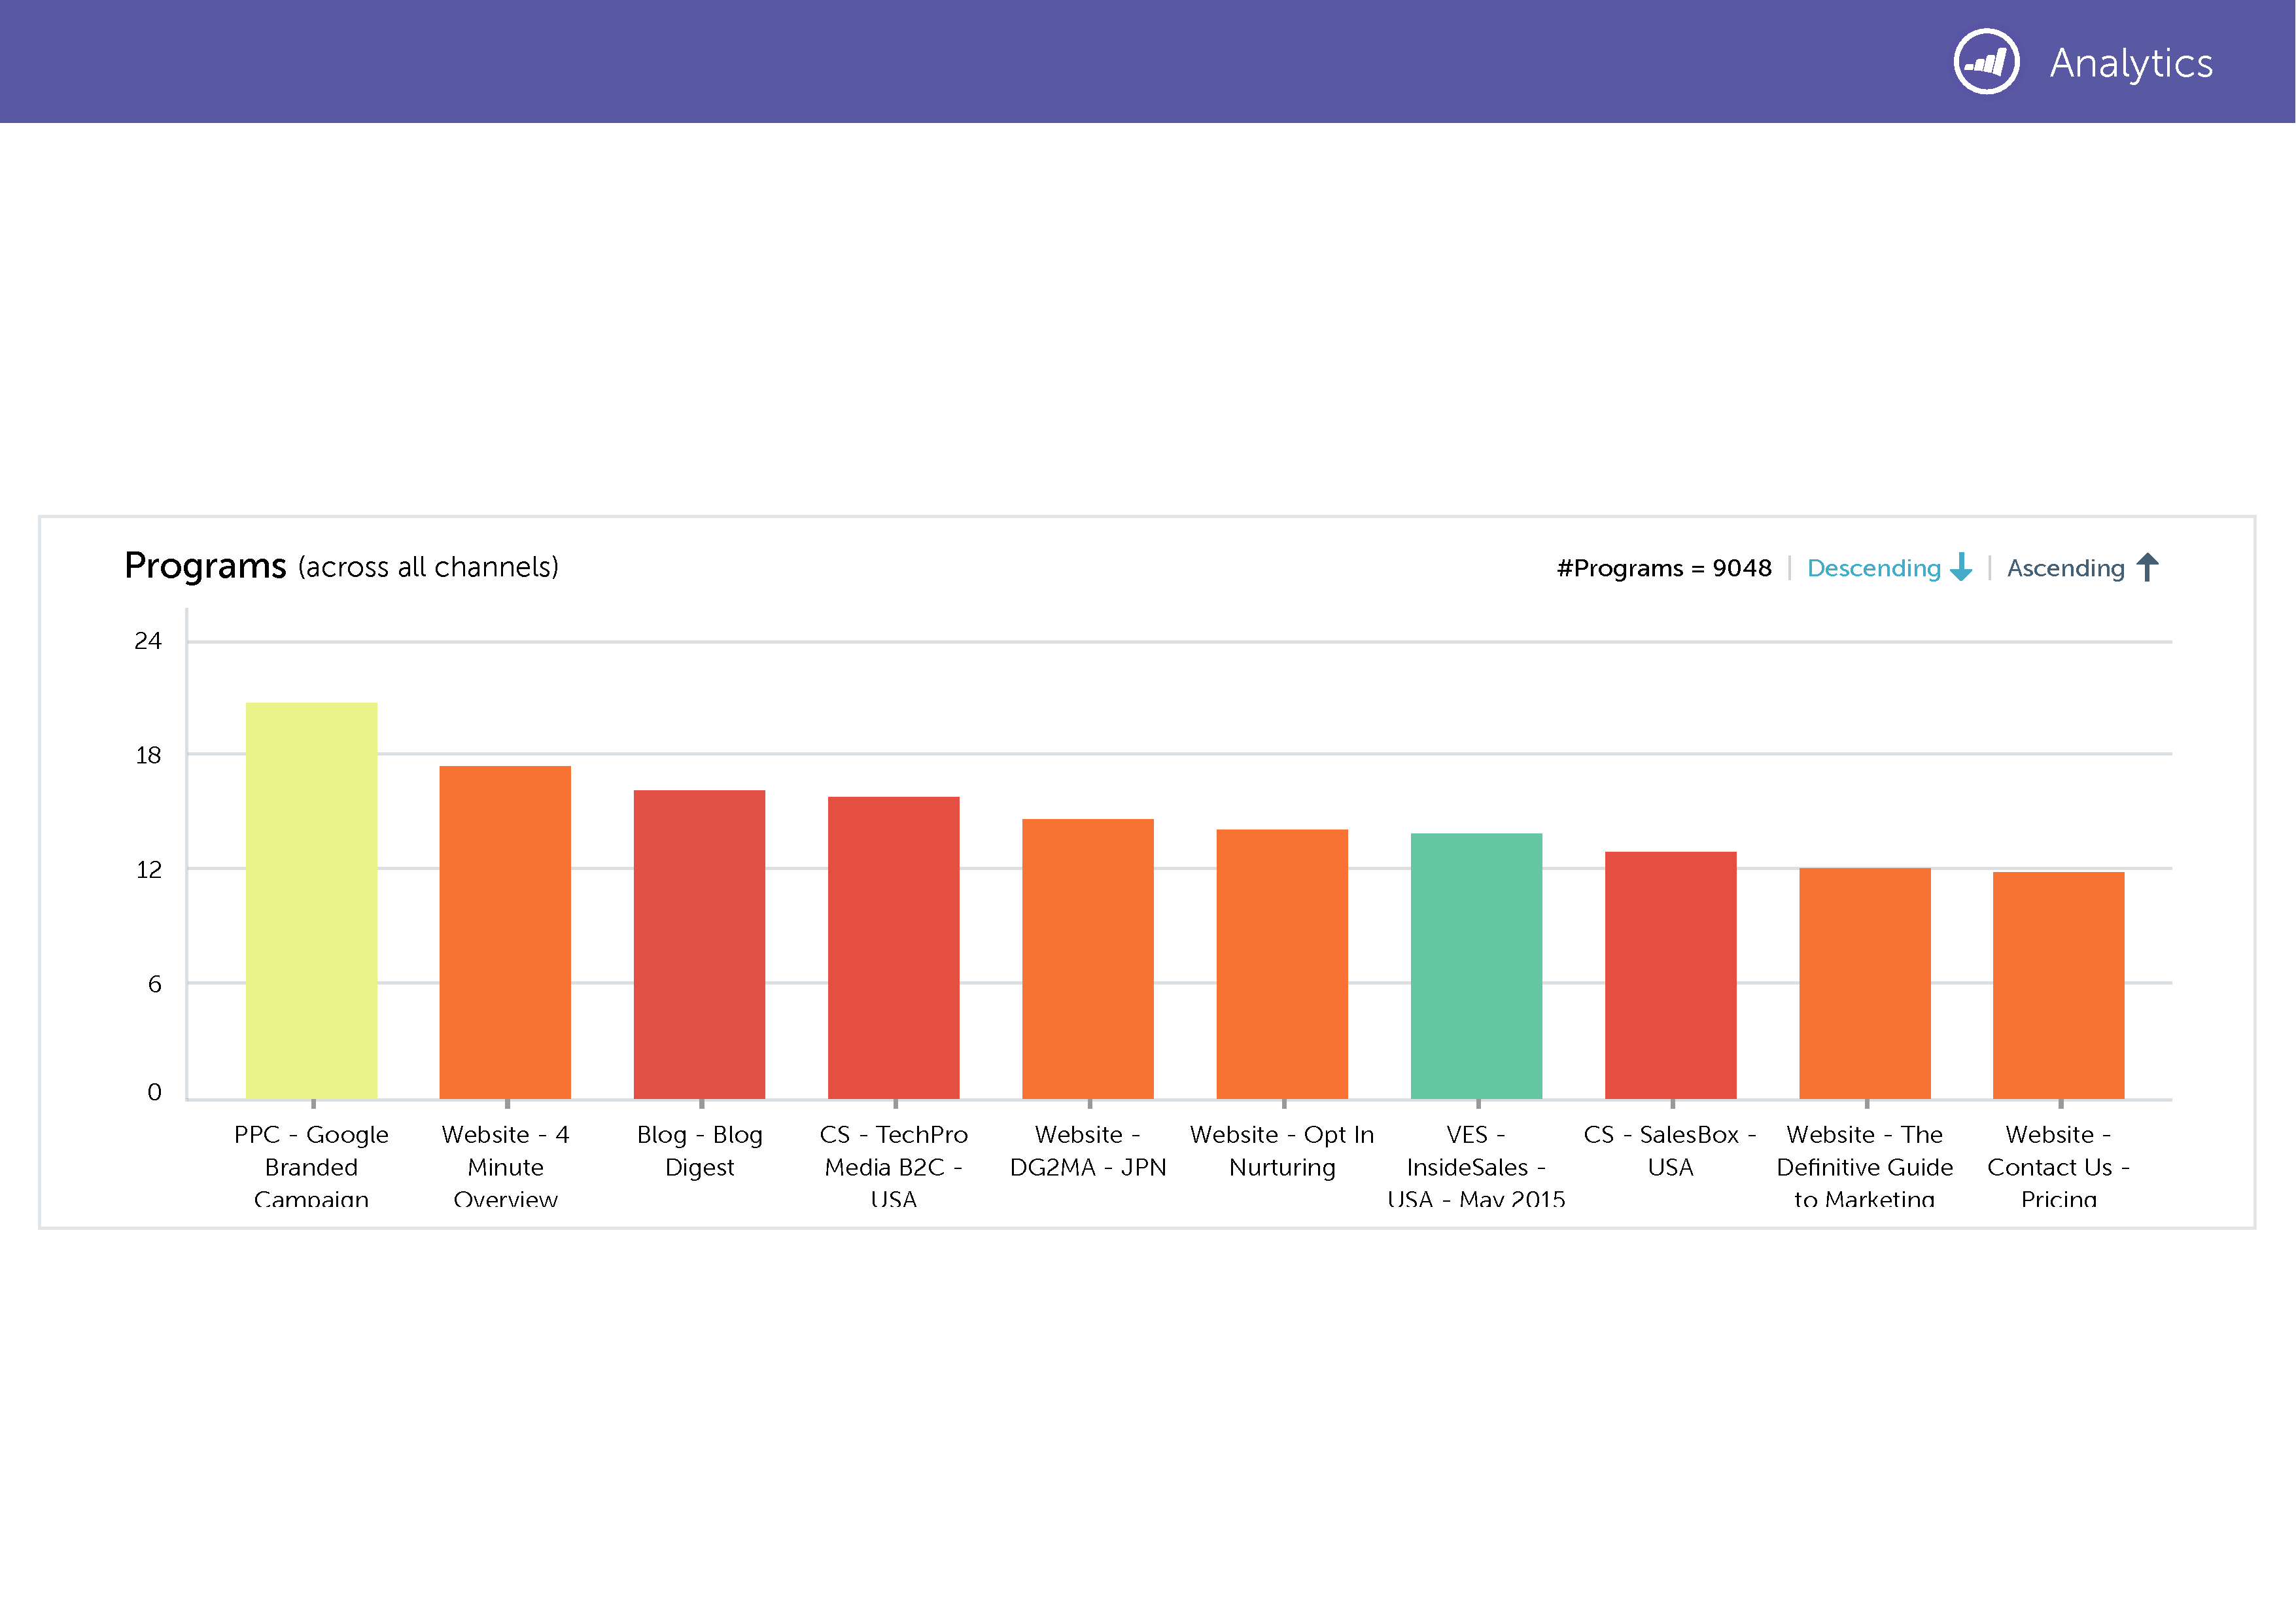 Analytics
Programs (across all channels)
#Programs = 9048 | Descending ↓ | Ascending ↑
24
18
12
6
0
PPC - Google
Branded
Campaign
Website - 4
Minute
Overview
Blog - Blog
Digest
CS - TechPro
Media B2C -
USA
Website -
DG2MA - JPN
Website - Opt In
Nurturing
VES -
InsideSales -
USA - May 2015
CS - SalesBox -
USA
Website - The
Definitive Guide
to Marketing
Website -
Contact Us -
Pricing